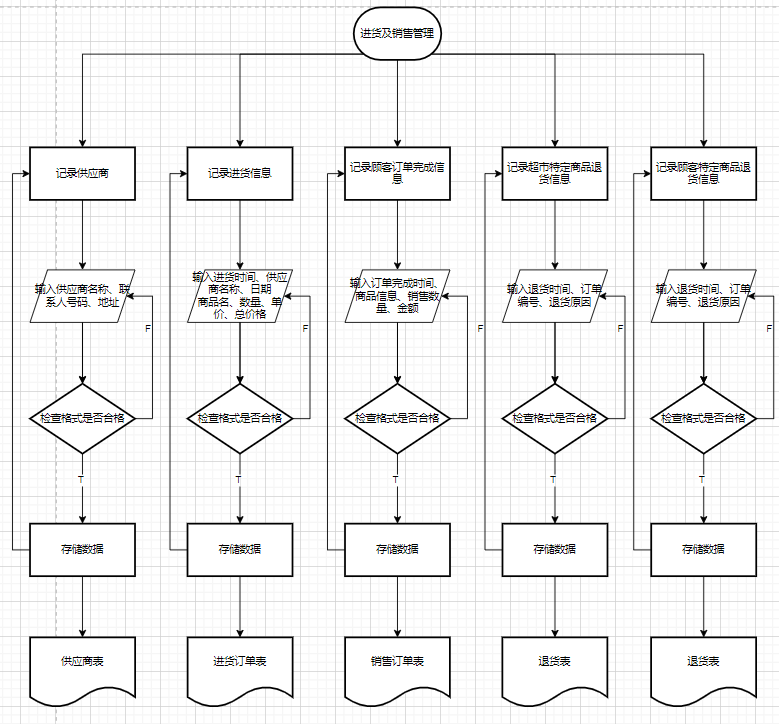 进货及销售管理
记录供应商
记录进货信息
记录顾客订单完成信
息
记录超市特定商品退
货信息
记录顾客特定商品退
货信息
输入供应商名称、联
系人号码、地址
输入进货时间、供应
商名称、日期
商品名、数量、单
价、总价格
输入订单完成时间、
商品信息、销售数
量、金额
输入退货时间、订单
编号、退货原因
输入退货时间、订单
编号、退货原因
F
F
F
F
F
检查格式是否合格
检查格式是否合格
检查格式是否合格
检查格式是否合格
检查格式是否合格
T
T
T
T
T
存储数据
存储数据
存储数据
存储数据
存储数据
供应商表
进货订单表
销售订单表
退货表
退货表